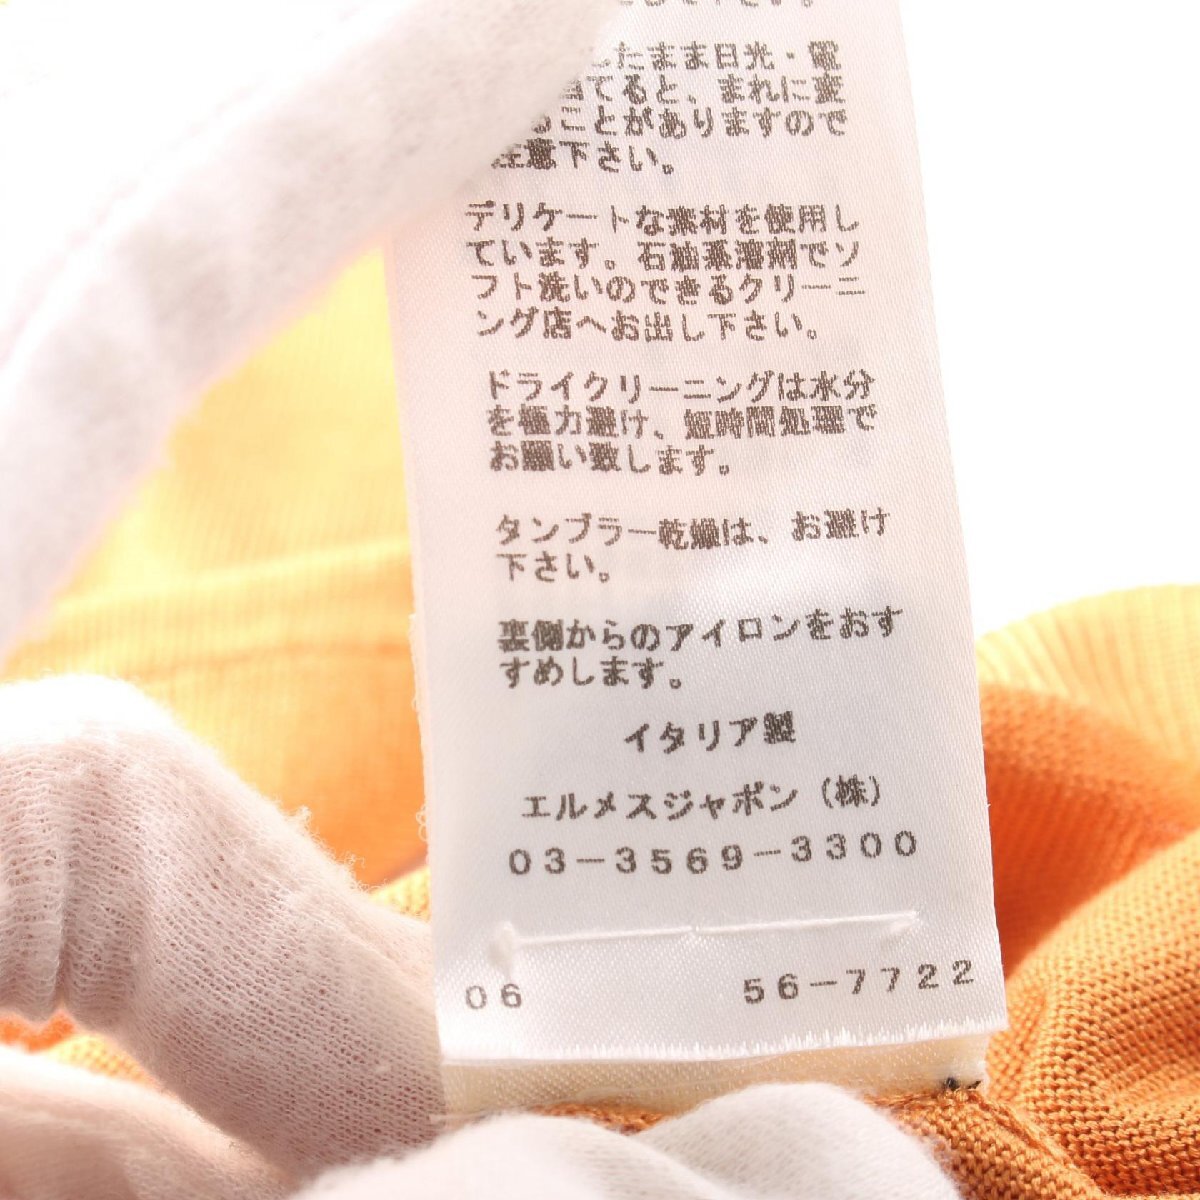 したまま日光・電
当てると、まれに変
ることがありますので
注意下さい。
デリケートな素材を使用し
ています。石油系溶剤でソ
フト洗いのできるクリーニ
ング店へお出し下さい。
ドライクリーニングは水分
を極力避け、短時間処理で
お願い致します。
タンブラー乾燥は、お避け
下さい。
裏側からのアイロンをおす
すめします。
イタリア製
エルメスジャポン(株)
03-3569-3300
06 56-7722